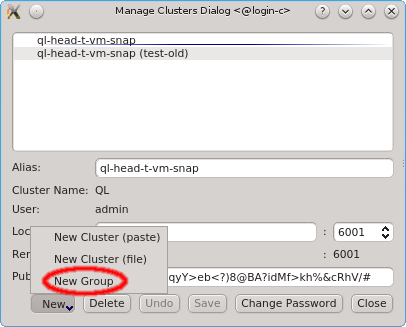 Manage Clusters Dialog <@login-c>
ql-head-t-vm-snap
ql-head-t-vm-snap (test-old)
Alias: ql-head-t-vm-snap
Cluster Name: QL
User: admin
Loc : 6001
New Cluster (paste)
Ren : 6001
New Cluster (file)
Pub qyY>eb<?)8@BA?idMf>kh%&cRhV/#
New Group
New Delete Undo Save Change Password Close